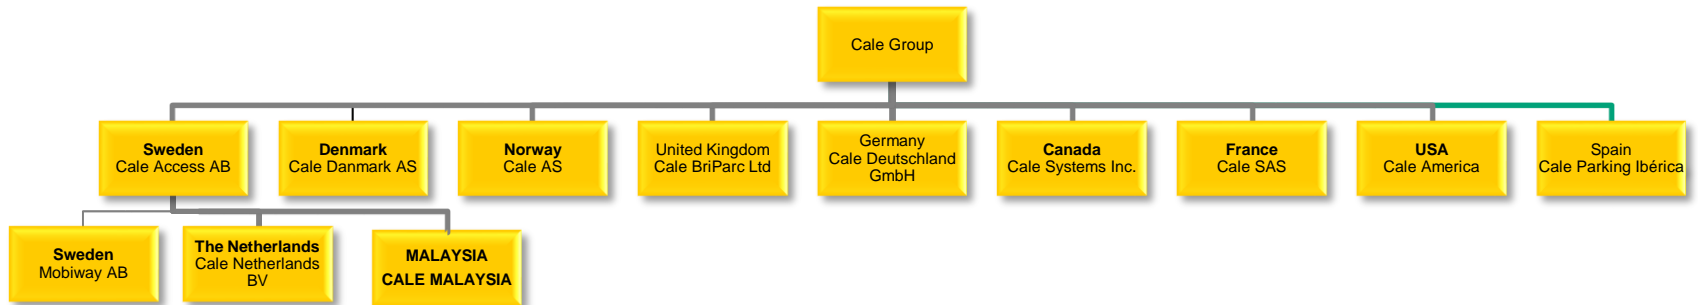 Cale Group
Sweden
Cale Access AB
Denmark
Cale Danmark AS
Norway
Cale AS
United Kingdom
Cale BriParc Ltd
Germany
Cale Deutschland
GmbH
Canada
Cale Systems Inc.
France
Cale SAS
USA
Cale America
Spain
Cale Parking Ibérica
Sweden
Mobiway AB
The Netherlands
Cale Netherlands
BV
MALAYSIA
CALE MALAYSIA